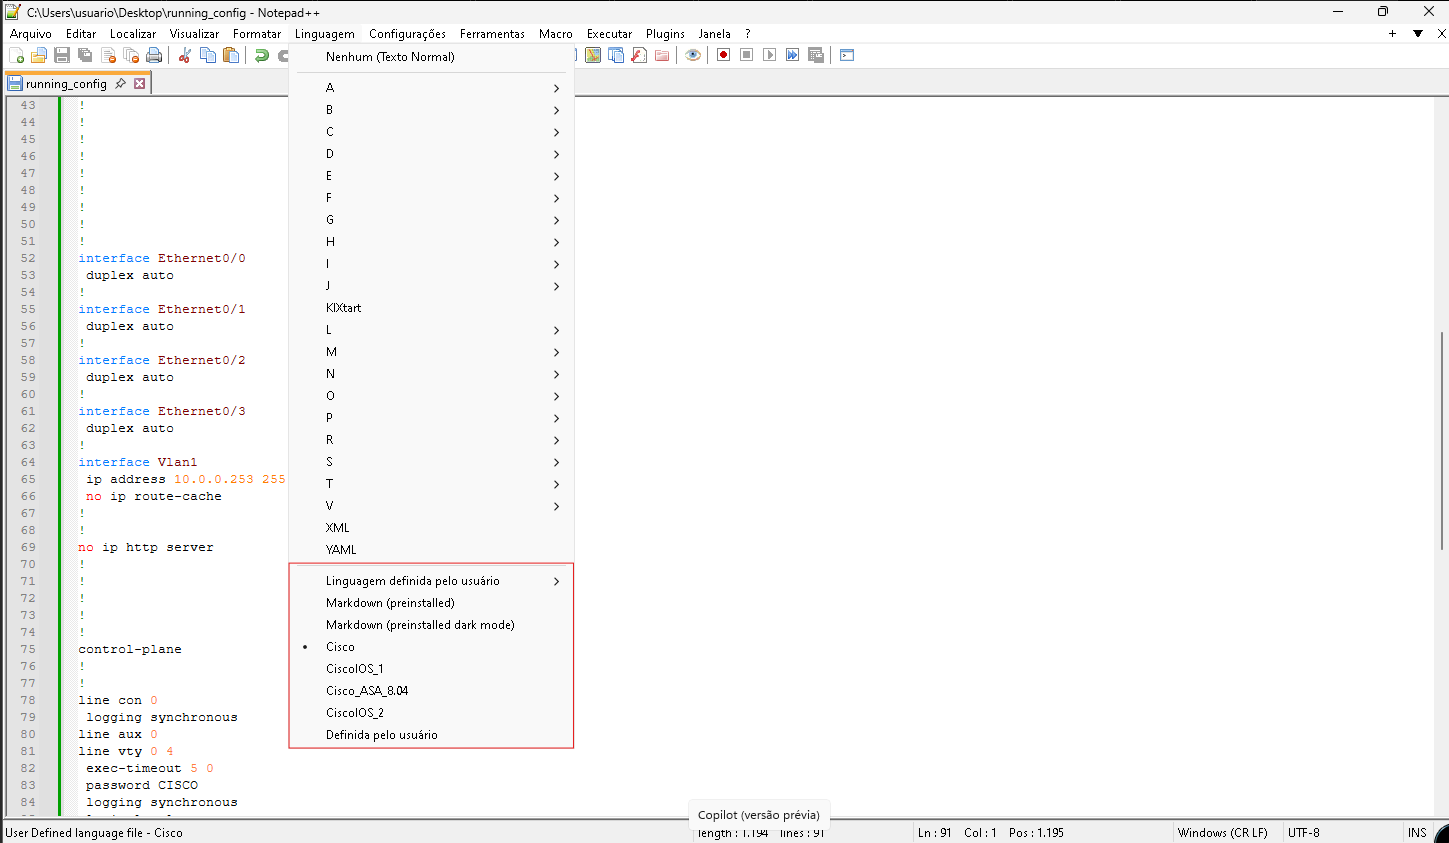 C:\Users\usuario\Desktop\running_config - Notepad++
Arquivo Editar Localizar Visualizar Formatar Linguagem Configurações Ferramentas Macro Executar Plugins Janela ? + ▼ X
running_config
Nenhum (Texto Normal)
A
B
C
D
E
F
G
H
I
J
KIXtart
L
M
N
O
P
R
S
T
V
XML
YAML
Linguagem definida pelo usuário
Markdown (preinstalled)
Markdown (preinstalled dark mode)
• Cisco
CiscoIOS_1
Cisco_ASA_8.04
CiscoIOS_2
Definida pelo usuário
43 !
44 !
45 !
46 !
47 !
48 !
49 !
50 !
51 !
52 interface Ethernet0/0
53 duplex auto
54 !
55 interface Ethernet0/1
56 duplex auto
57 !
58 interface Ethernet0/2
59 duplex auto
60 !
61 interface Ethernet0/3
62 duplex auto
63 !
64 interface Vlan1
65 ip address 10.0.0.253 255
66 no ip route-cache
67 !
68 !
69 no ip http server
70 !
71 !
72 !
73 !
74 !
75 control-plane
76 !
77 !
78 line con 0
79 logging synchronous
80 line aux 0
81 line vty 0 4
82 exec-timeout 5 0
83 password CISCO
84 logging synchronous
Copilot (versão prévia)
User Defined language file - Cisco length : 1.194 lines : 91 Ln : 91 Col : 1 Pos : 1.195 Windows (CR LF) UTF-8 INS